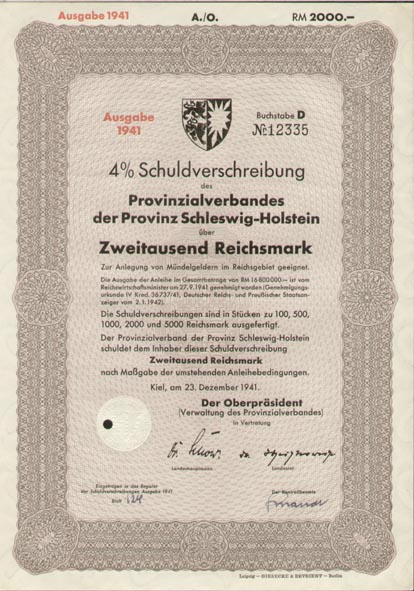 Ausgabe 1941 A./O. RM 2000.—
Ausgabe
1941
Buchstabe D
№ 12335
4% Schuldverschreibung
des
Provinzialverbandes
der Provinz Schleswig-Holstein
über
Zweitausend Reichsmark
Zur Anlegung von Mündelgeldern im Reichsgebiet geeignet.
Die Ausgabe der Anleihe im Gesamtbetrage von RM 16 800 000.— ist vom
Reichswirtschaftsminister am 27. 9. 1941 genehmigt worden (Genehmigungs-
urkunde IV Kred. 36737/41, Deutscher Reichs- und Preußischer Staatsan-
zeiger vom 2. 1. 1942).
Die Schuldverschreibungen sind in Stücken zu 100, 500,
1000, 2000 und 5000 Reichsmark ausgefertigt.
Der Provinzialverband der Provinz Schleswig-Holstein
schuldet dem Inhaber dieser Schuldverschreibung
Zweitausend Reichsmark
nach Maßgabe der umstehenden Anleihebedingungen.
Kiel, am 23. Dezember 1941.
Der Oberpräsident
(Verwaltung des Provinzialverbandes)
In Vertretung
Landeshauptmann Landesrat
Eingetragen in das Register
der Schuldverschreibungen Ausgabe 1941
Blatt 124
Der Kontrollbeamte
Leipzig — GIESECKE & DEVRIENT — Berlin